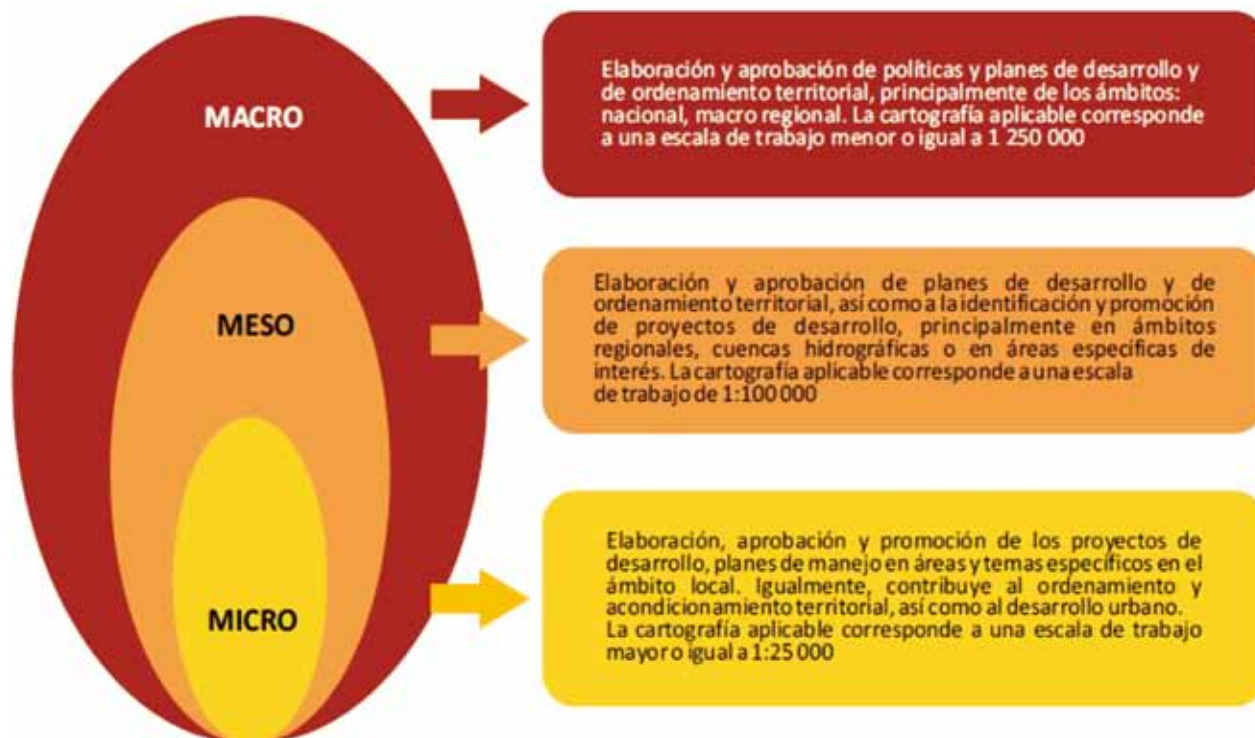 MACRO
Elaboración y aprobación de políticas y planes de desarrollo y
de ordenamiento territorial, principalmente de los ámbitos:
nacional, macro regional. La cartografía aplicable corresponde
a una escala de trabajo menor o igual a 1 250 000
MESO
Elaboración y aprobación de planes de desarrollo y de
ordenamiento territorial, así como a la identificación y promoción
de proyectos de desarrollo, principalmente en ámbitos
regionales, cuencas hidrográficas o en áreas específicas de
interés. La cartografía aplicable corresponde a una escala
de trabajo de 1:100 000
MICRO
Elaboración, aprobación y promoción de los proyectos de
desarrollo, planes de manejo en áreas y temas específicos en el
ámbito local. Igualmente, contribuye al ordenamiento y
acondicionamiento territorial, así como al desarrollo urbano.
La cartografía aplicable corresponde a una escala de trabajo
mayor o igual a 1:25 000